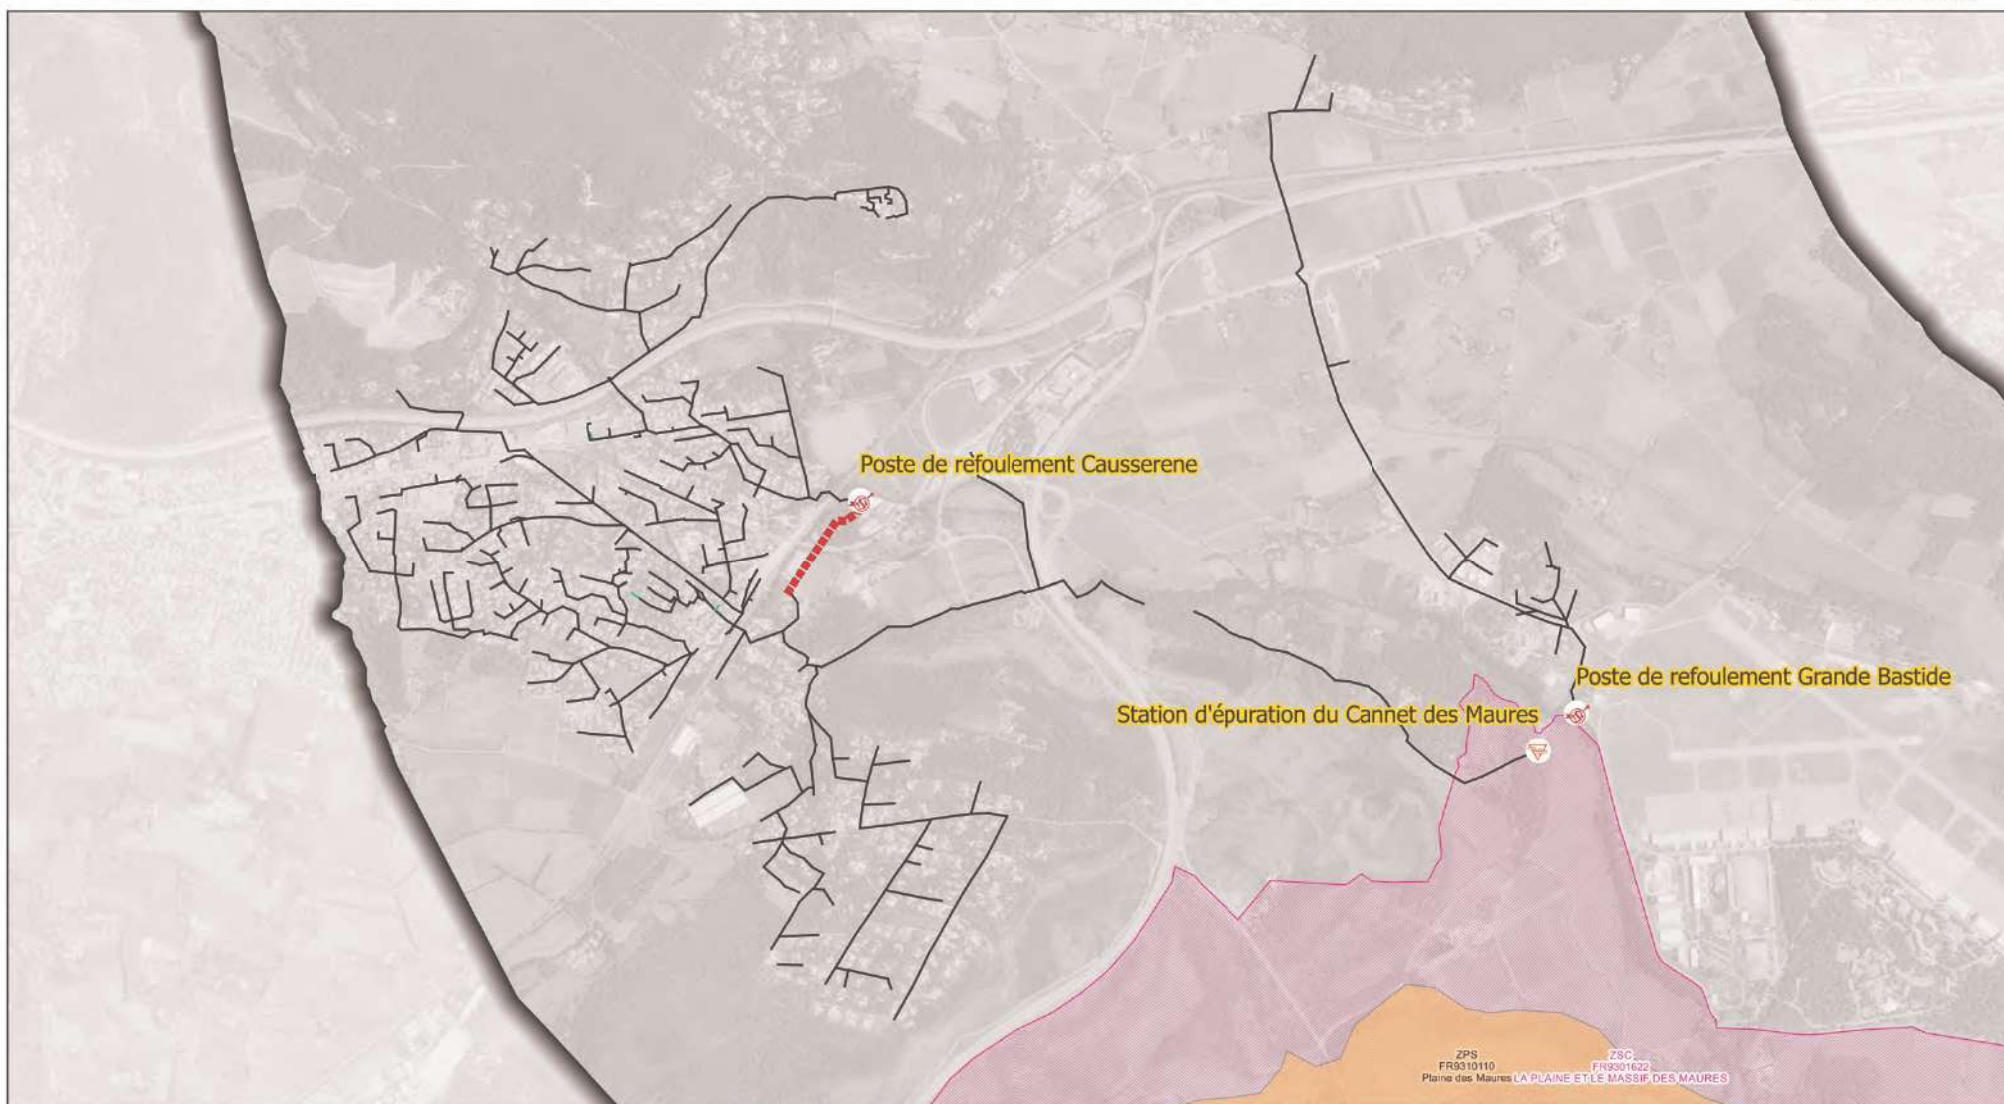 Poste de refoulement Causserene
Poste de refoulement Grande Bastide
Station d'épuration du Cannet des Maures
ZPS
FR9310110
Plaine des Maures
ZSC
FR9301622
LA PLAINE ET LE MASSIF DES MAURES